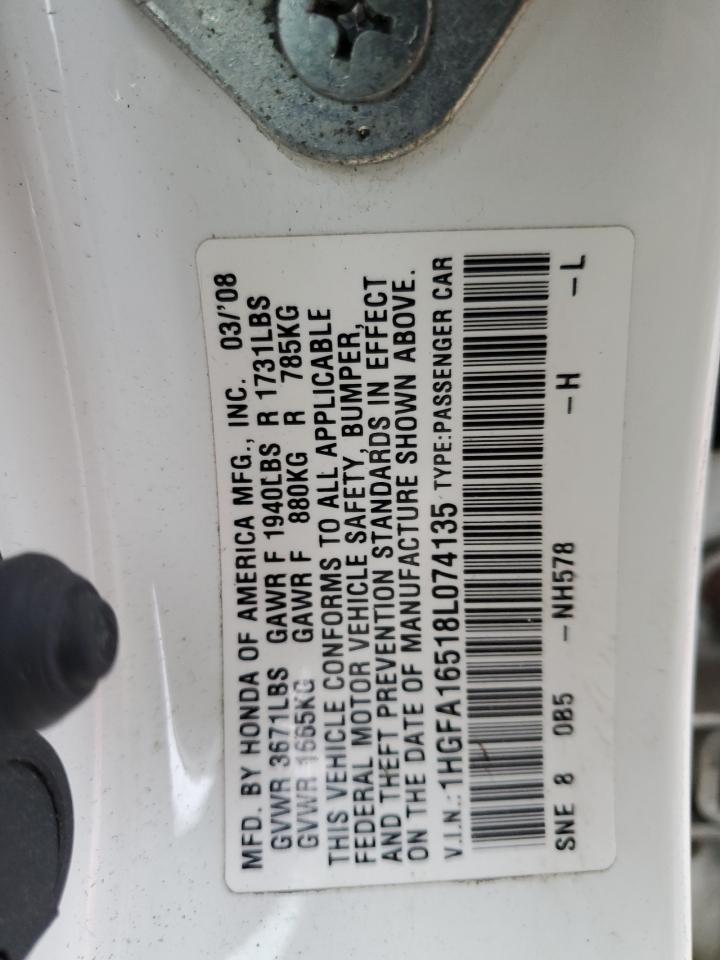 MFD. BY HONDA OF AMERICA MFG., INC. 03/'08
GVWR 3671LBS GAWR F 1940LBS R 1731LBS
GVWR 1665KG GAWR F 880KG R 785KG
THIS VEHICLE CONFORMS TO ALL APPLICABLE
FEDERAL MOTOR VEHICLE SAFETY, BUMPER,
AND THEFT PREVENTION STANDARDS IN EFFECT
ON THE DATE OF MANUFACTURE SHOWN ABOVE.
V.I.N.:1HGFA16518L074135 TYPE:PASSENGER CAR
SNE 8 0B5 -NH578 -H -L